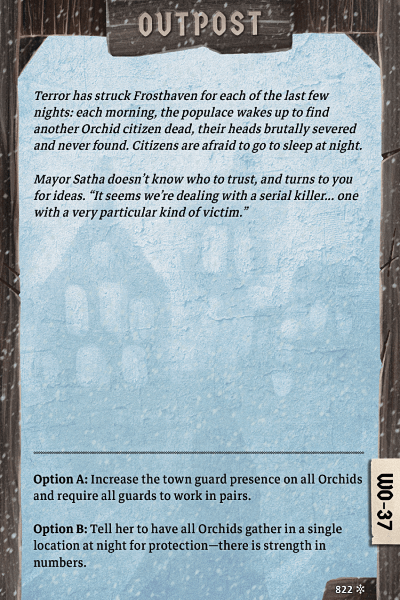 OUTPOST
Terror has struck Frosthaven for each of the last few
nights: each morning, the populace wakes up to find
another Orchid citizen dead, their heads brutally severed
and never found. Citizens are afraid to go to sleep at night.
Mayor Satha doesn’t know who to trust, and turns to you
for ideas. “It seems we’re dealing with a serial killer... one
with a very particular kind of victim.”
Option A: Increase the town guard presence on all Orchids
and require all guards to work in pairs.
Option B: Tell her to have all Orchids gather in a single
location at night for protection—there is strength in
numbers.
WO-37
822